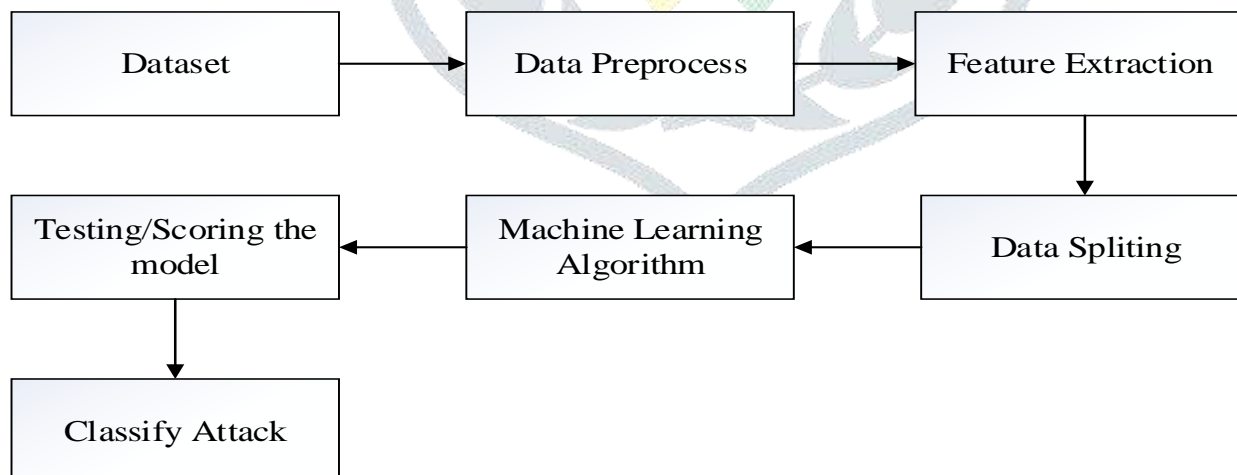 Dataset
Data Preprocess
Feature Extraction
Data Spliting
Machine Learning
Algorithm
Testing/Scoring the
model
Classify Attack